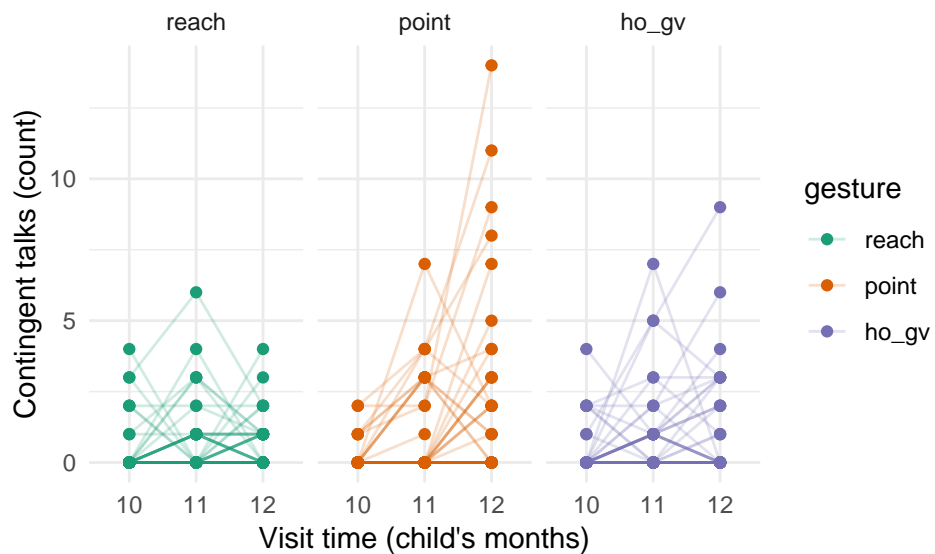 reach point ho_gv
Contingent talks (count)
10
5
0
10 11 12 10 11 12 10 11 12
Visit time (child's months)
gesture
reach
point
ho_gv